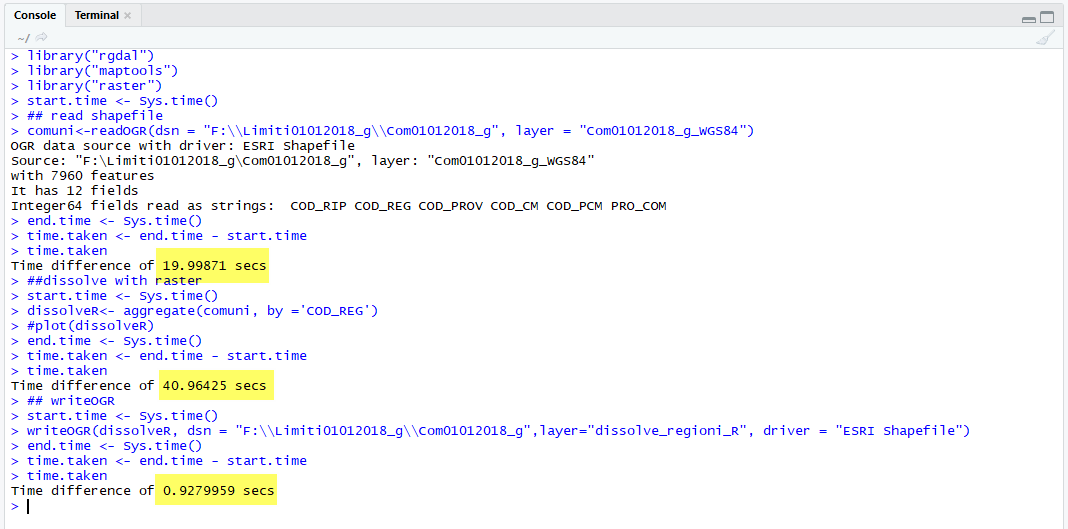 Console Terminal ×
~/
> library("rgdal")
> library("maptools")
> library("raster")
> start.time <- Sys.time()
> ## read shapefile
> comuni<-readOGR(dsn = "F:\\Limiti01012018_g\\Com01012018_g", layer = "Com01012018_g_WGS84")
OGR data source with driver: ESRI Shapefile
Source: "F:\Limiti01012018_g\Com01012018_g", layer: "Com01012018_g_WGS84"
with 7960 features
It has 12 fields
Integer64 fields read as strings:  COD_RIP COD_REG COD_PROV COD_CM COD_PCM PRO_COM
> end.time <- Sys.time()
> time.taken <- end.time - start.time
> time.taken
Time difference of 19.99871 secs
> ##dissolve with raster
> start.time <- Sys.time()
> dissolveR<- aggregate(comuni, by ='COD_REG')
> #plot(dissolveR)
> end.time <- Sys.time()
> time.taken <- end.time - start.time
> time.taken
Time difference of 40.96425 secs
> ## writeOGR
> start.time <- Sys.time()
> writeOGR(dissolveR, dsn = "F:\\Limiti01012018_g\\Com01012018_g",layer="dissolve_regioni_R", driver = "ESRI Shapefile")
> end.time <- Sys.time()
> time.taken <- end.time - start.time
> time.taken
Time difference of 0.9279959 secs
>